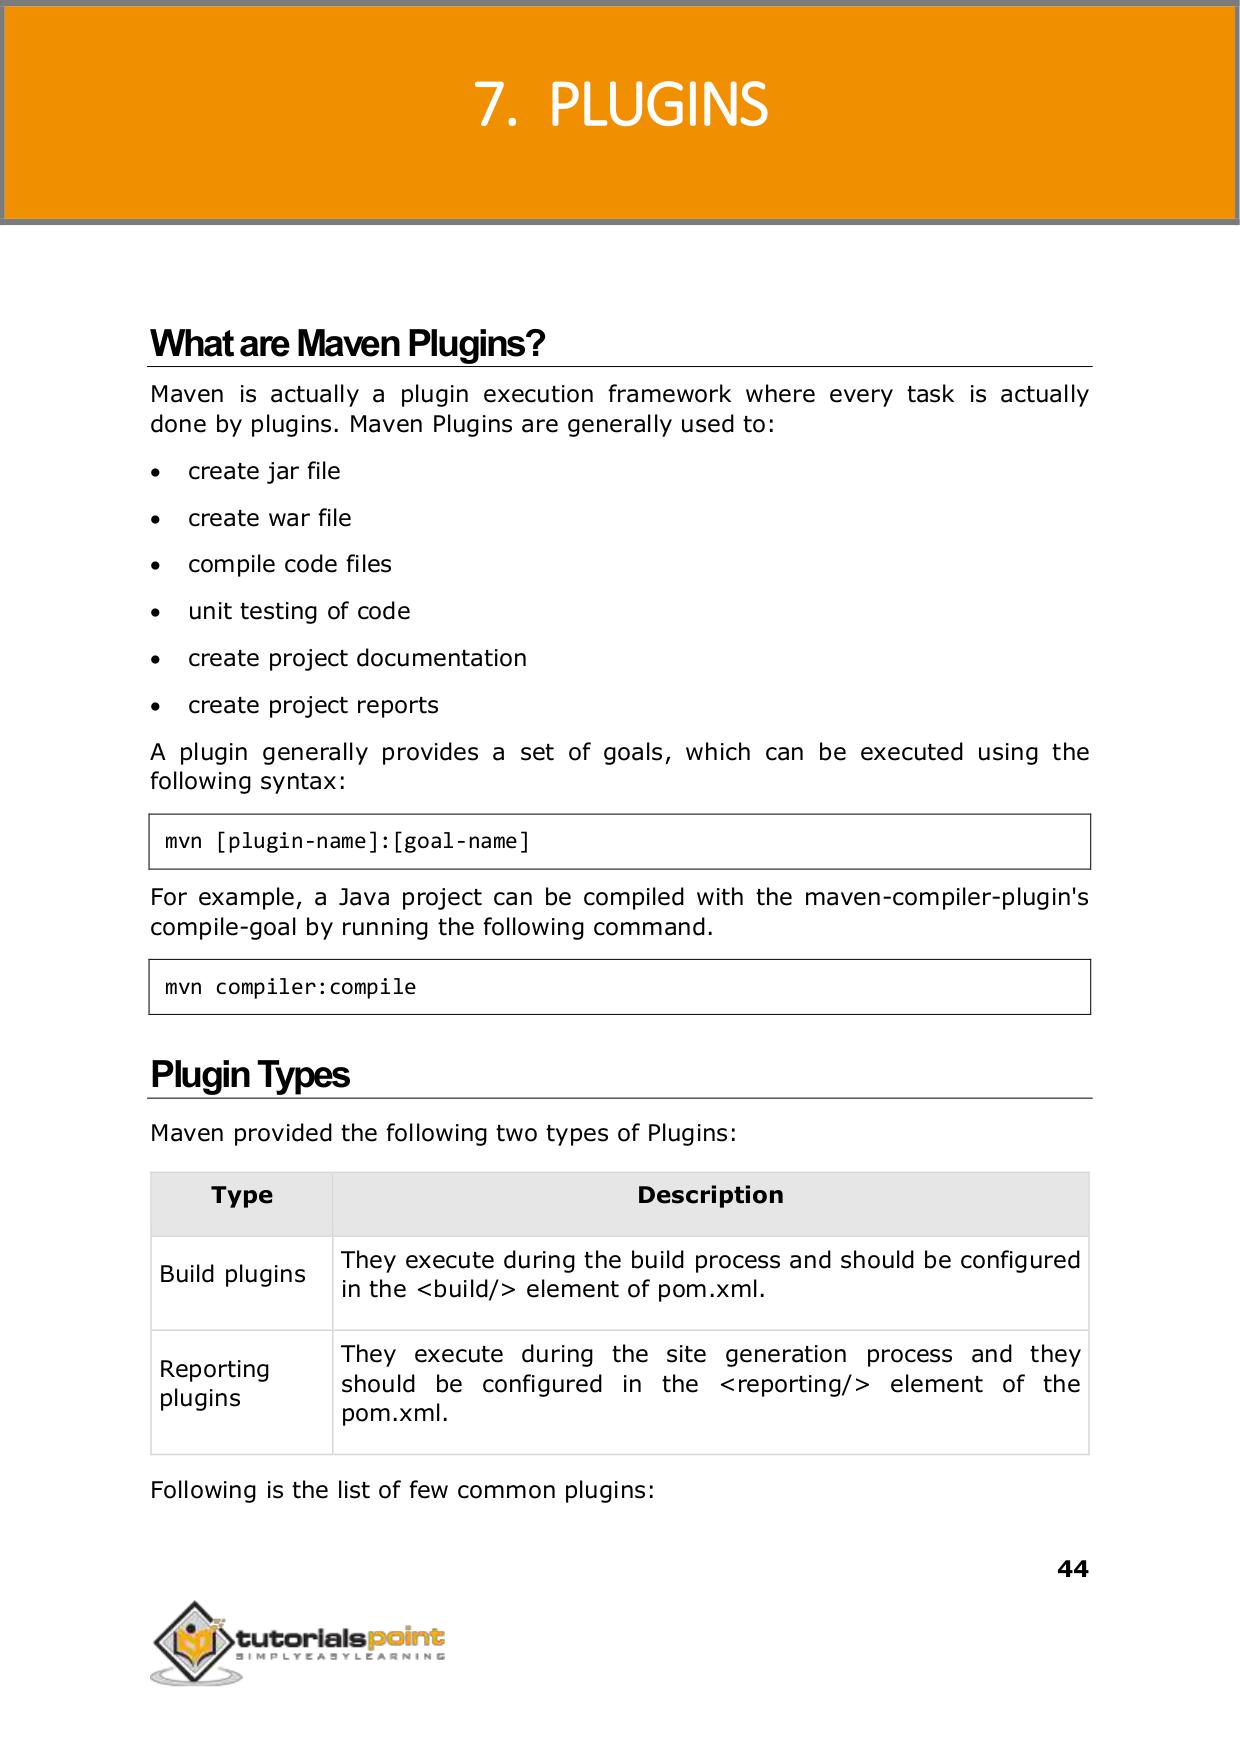 7. PLUGINS
What are Maven Plugins?
Maven is actually a plugin execution framework where every task is actually
done by plugins. Maven Plugins are generally used to:
• create jar file
• create war file
• compile code files
• unit testing of code
• create project documentation
• create project reports
A plugin generally provides a set of goals, which can be executed using the
following syntax:
mvn [plugin-name]:[goal-name]
For example, a Java project can be compiled with the maven-compiler-plugin's
compile-goal by running the following command.
mvn compiler:compile
Plugin Types
Maven provided the following two types of Plugins:
Type Description
Build plugins
They execute during the build process and should be configured
in the <build/> element of pom.xml.
Reporting
plugins
They execute during the site generation process and they
should be configured in the <reporting/> element of the
pom.xml.
Following is the list of few common plugins:
44
tutorialspoint
SIMPLYEASYLEARNING